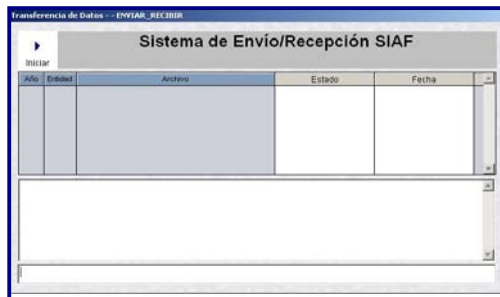 Transferencia de Datos - - ENVIAR_RECIBIR
Sistema de Envío/Recepción SIAF
Iniciar
Año Entidad Archivo Estado Fecha